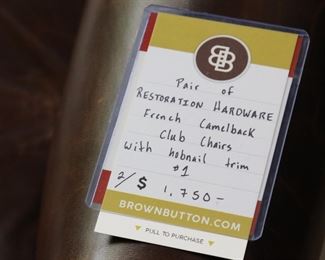 BB
Pair of
RESTORATION HARDWARE
French Camelback
Club Chairs
with hobnail trim
#1
2/ $ 1,750-
BROWNBUTTON.COM
PULL TO PURCHASE